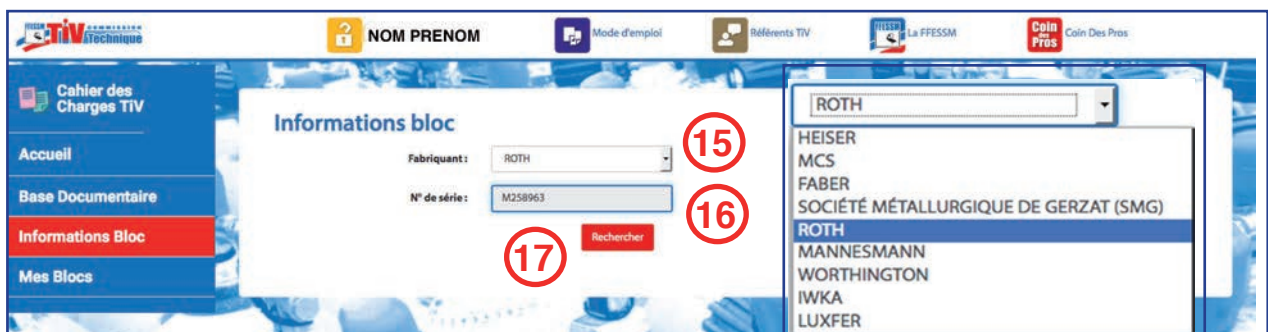 FFESSM TiV COMMISSION Technique
NOM PRENOM
Mode d'emploi
Référents TiV
FFESSM
La FFESSM
Coin des Pros
Coin Des Pros
Cahier des
Charges TiV
Accueil
Base Documentaire
Informations Bloc
Mes Blocs
Informations bloc
Fabriquant :
ROTH
15
N° de série :
M258963
16
17
Rechercher
ROTH
HEISER
MCS
FABER
SOCIÉTÉ MÉTALLURGIQUE DE GERZAT (SMG)
ROTH
MANNESMANN
WORTHINGTON
IWKA
LUXFER